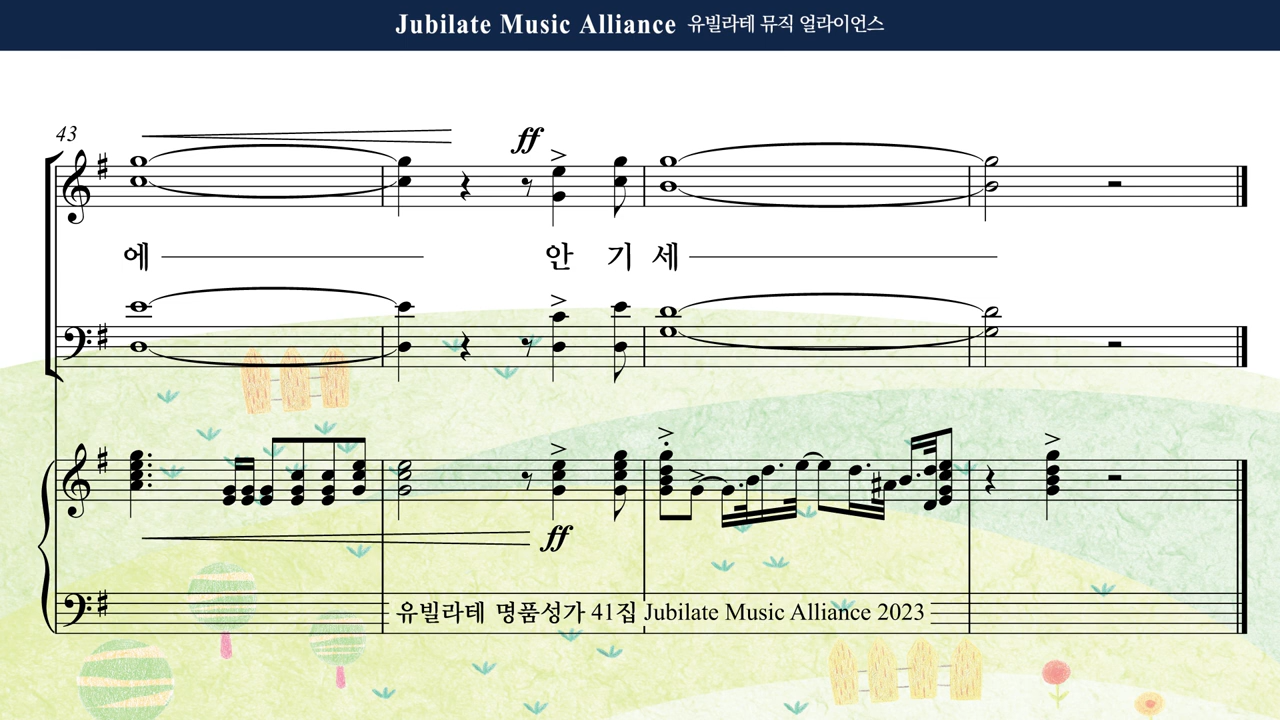 Jubilate Music Alliance 유빌라테 뮤직 얼라이언스
43
ff
에 안 기 세
ff
유빌라테 명품성가 41집 Jubilate Music Alliance 2023